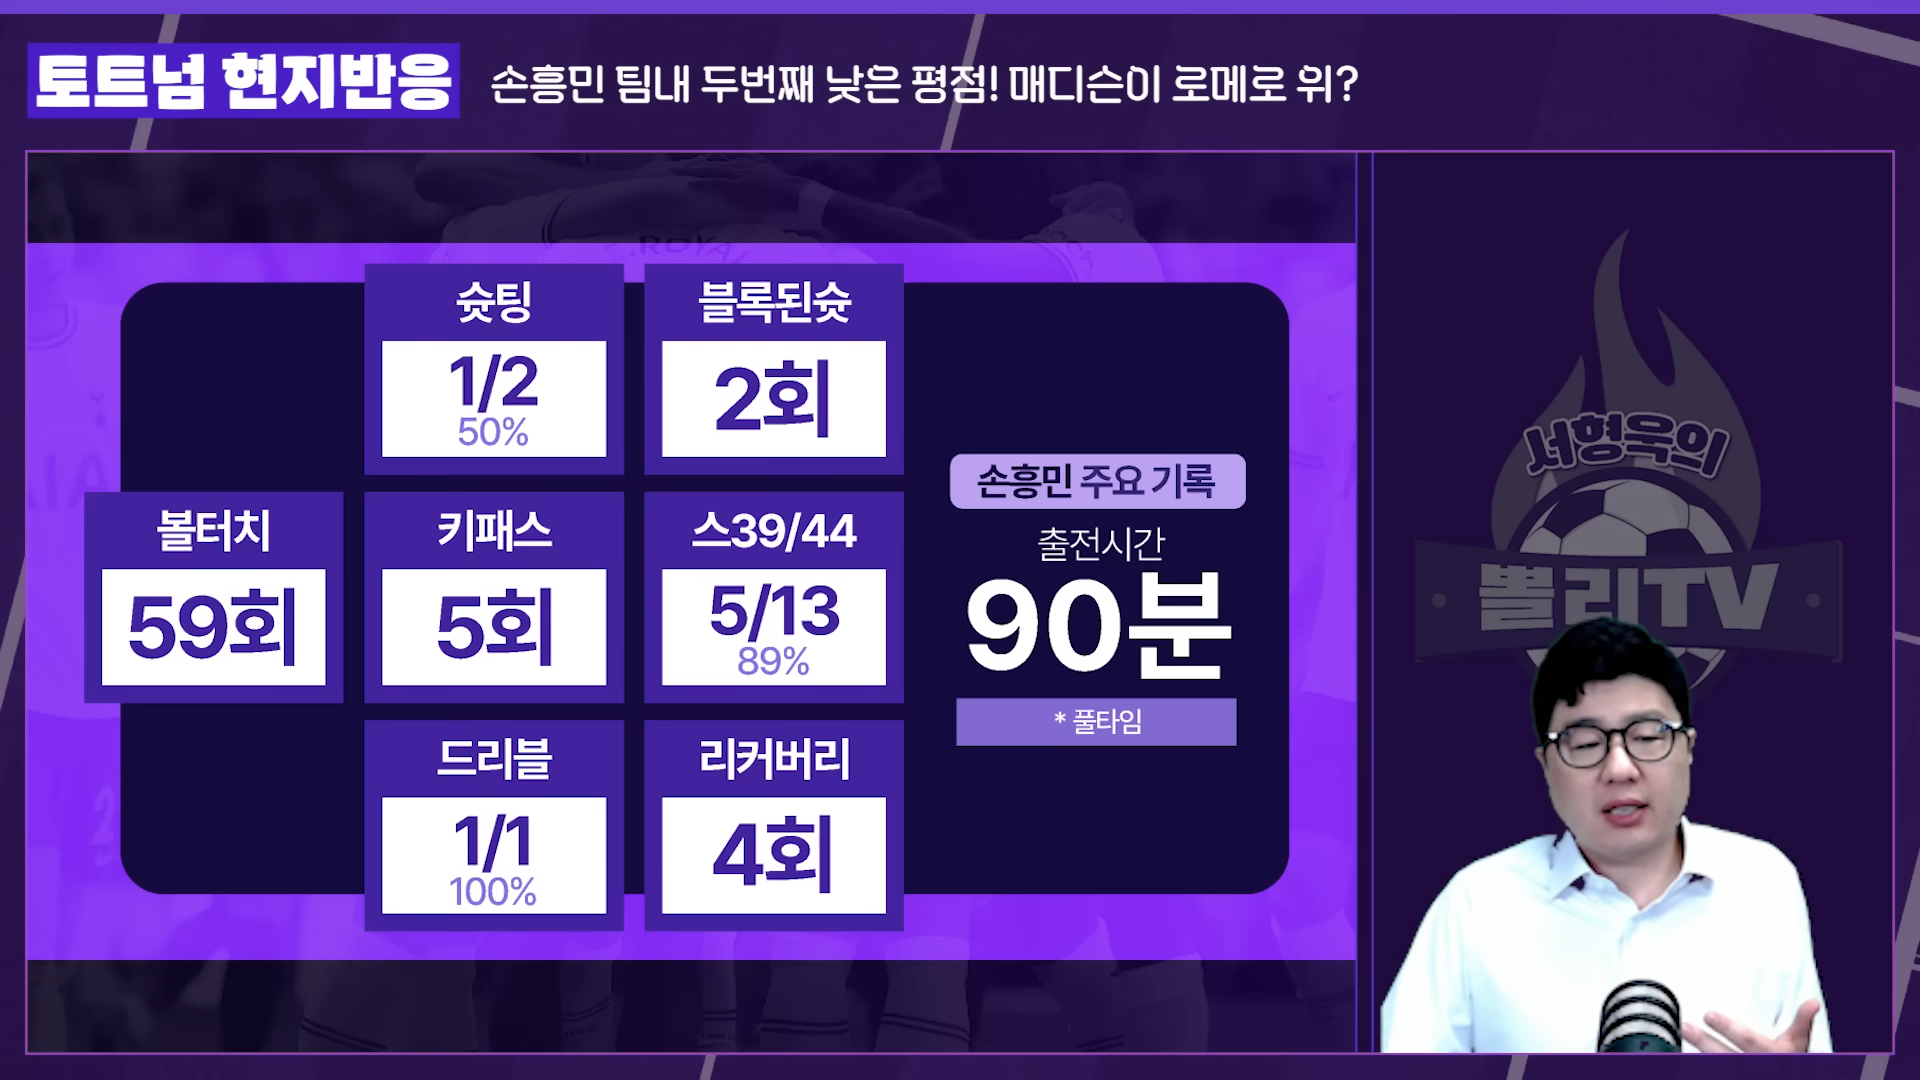 토트넘 현지반응
손흥민 팀내 두번째 낮은 평점! 매디슨이 로메로 위?
E.ROYAL
슛팅
1/2
50%
블록된슛
2회
볼터치
59회
키패스
5회
스39/44
5/13
89%
드리블
1/1
100%
리커버리
4회
손흥민 주요 기록
출전시간
90분
* 풀타임
서형욱의
뽈리TV